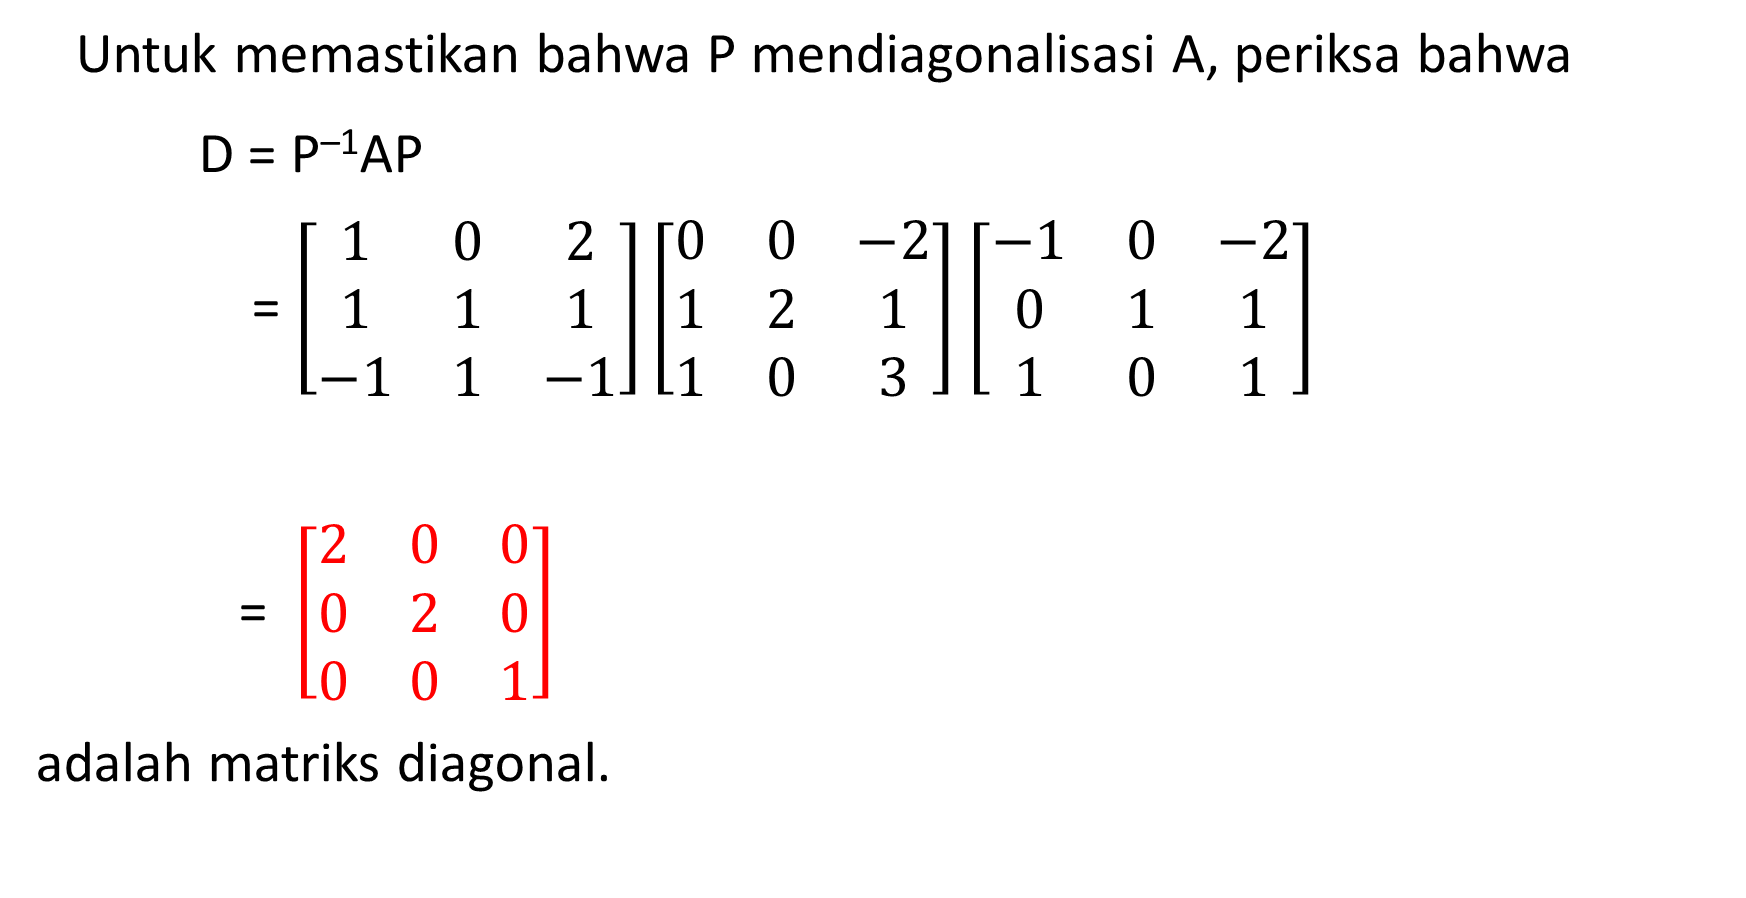 Untuk memastikan bahwa P mendiagonalisasi A, periksa bahwa
D = P⁻¹AP
= [1 0 2; 1 1 1; −1 1 −1] [0 0 −2; 1 2 1; 1 0 3] [−1 0 −2; 0 1 1; 1 0 1]
= [2 0 0; 0 2 0; 0 0 1]
adalah matriks diagonal.